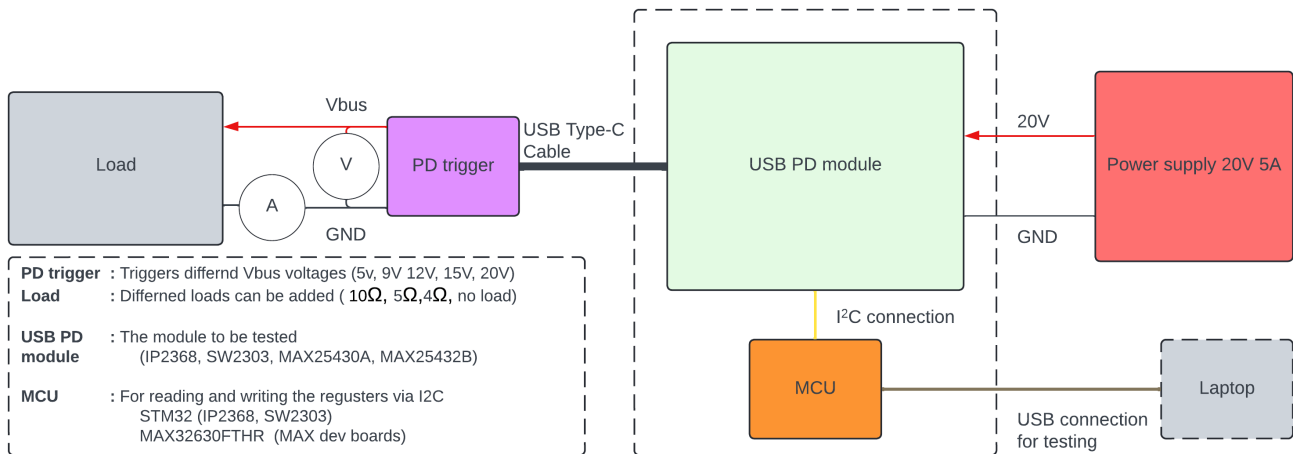 Vbus
USB Type-C
Cable
Load
V
PD trigger
USB PD module
20V
Power supply 20V 5A
A
GND
GND
PD trigger : Triggers differnd Vbus voltages (5v, 9V 12V, 15V, 20V)
Load : Differned loads can be added ( 10Ω, 5Ω,4Ω, no load)
USB PD : The module to be tested
module (IP2368, SW2303, MAX25430A, MAX25432B)
MCU : For reading and writing the regusters via I2C
STM32 (IP2368, SW2303)
MAX32630FTHR (MAX dev boards)
I²C connection
MCU
Laptop
USB connection
for testing